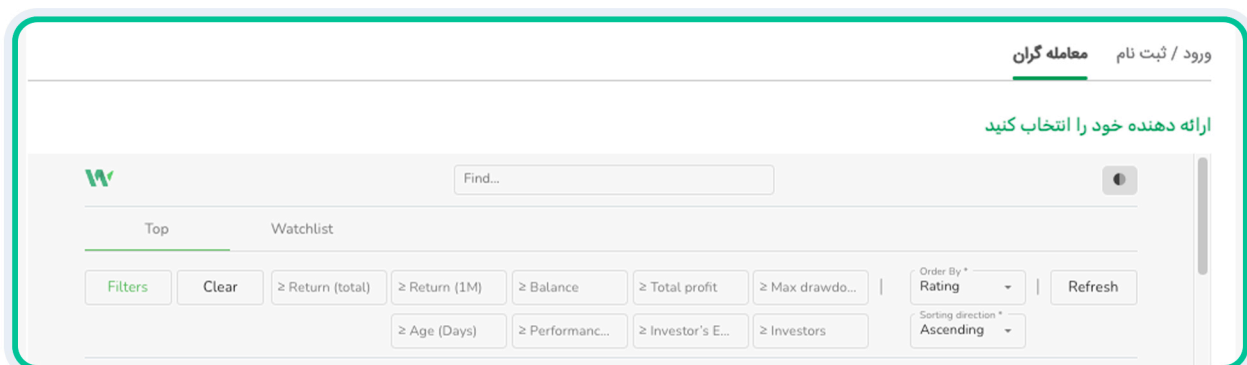 ورود / ثبت نام معامله گران
ارائه دهنده خود را انتخاب کنید
Find...
Top Watchlist
Order By *
Filters Clear ≥ Return (total) ≥ Return (1M) ≥ Balance ≥ Total profit ≥ Max drawdo... | Rating | Refresh
Sorting direction *
≥ Age (Days) ≥ Performanc... ≥ Investor's E... ≥ Investors Ascending